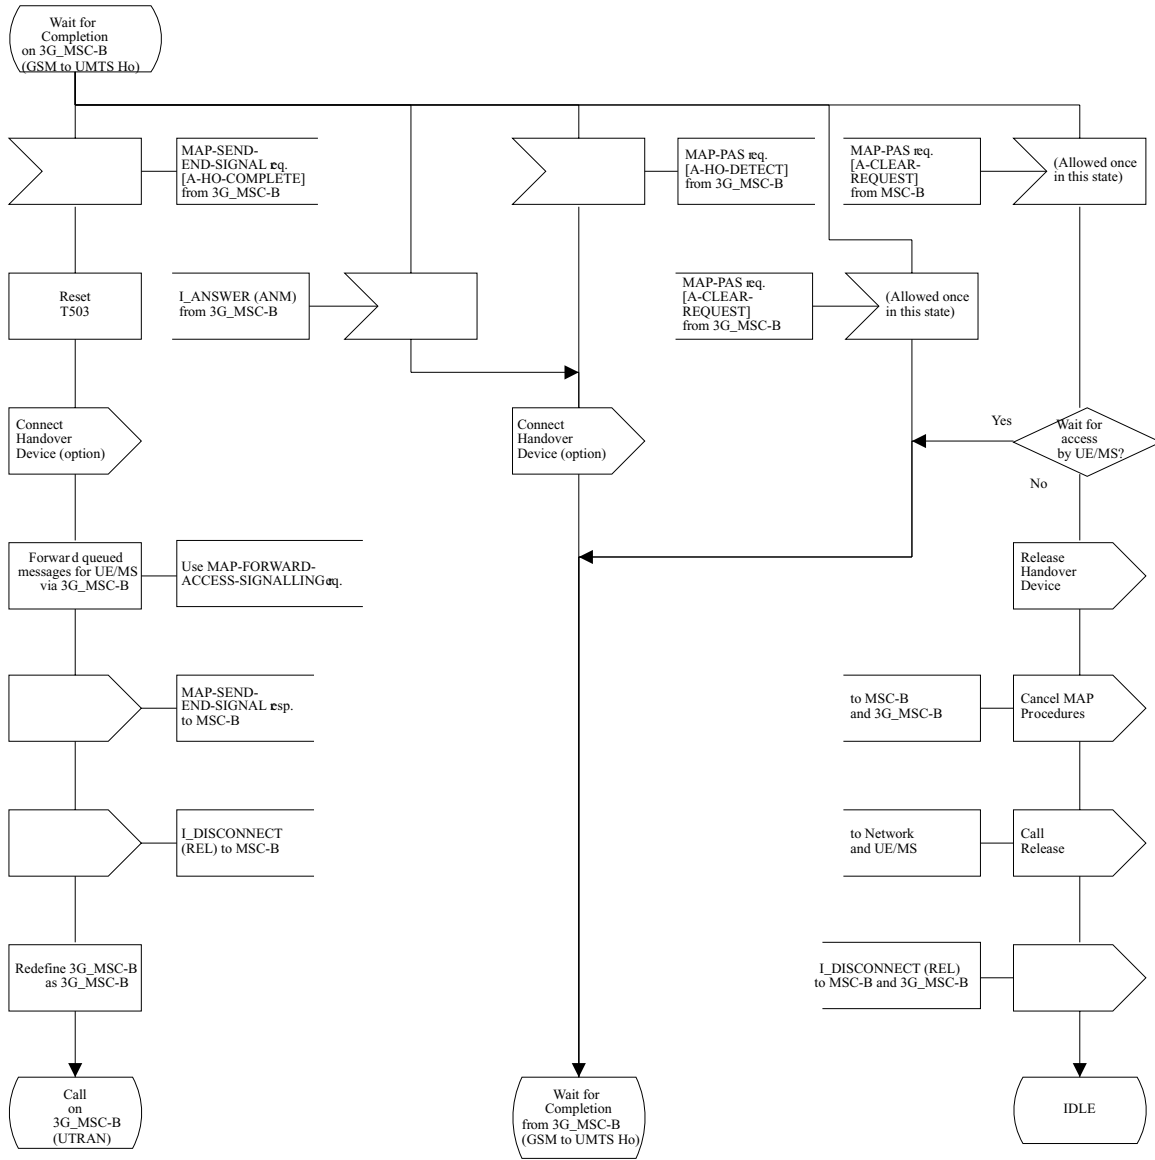 Wait for
Completion
on 3G_MSC-B
(GSM to UMTS Ho)
MAP-SEND-
END-SIGNAL req.
[A-HO-COMPLETE]
from 3G_MSC-B
MAP-PAS req.
[A-HO-DETECT]
from 3G_MSC-B
MAP-PAS req.
[A-CLEAR-
REQUEST]
from MSC-B
(Allowed once
in this state)
Reset
T503
I_ANSWER (ANM)
from 3G_MSC-B
MAP-PAS req.
[A-CLEAR-
REQUEST]
from 3G_MSC-B
(Allowed once
in this state)
Connect
Handover
Device (option)
Connect
Handover
Device (option)
Yes
Wait for
access
by UE/MS?
No
Forward queued
messages for UE/MS
via 3G_MSC-B
Use MAP-FORWARD-
ACCESS-SIGNALLING req.
Release
Handover
Device
MAP-SEND-
END-SIGNAL resp.
to MSC-B
to MSC-B
and 3G_MSC-B
Cancel MAP
Procedures
I_DISCONNECT
(REL) to MSC-B
to Network
and UE/MS
Call
Release
Redefine 3G_MSC-B
as 3G_MSC-B
I_DISCONNECT (REL)
to MSC-B and 3G_MSC-B
Call
on
3G_MSC-B
(UTRAN)
Wait for
Completion
from 3G_MSC-B
(GSM to UMTS Ho)
IDLE